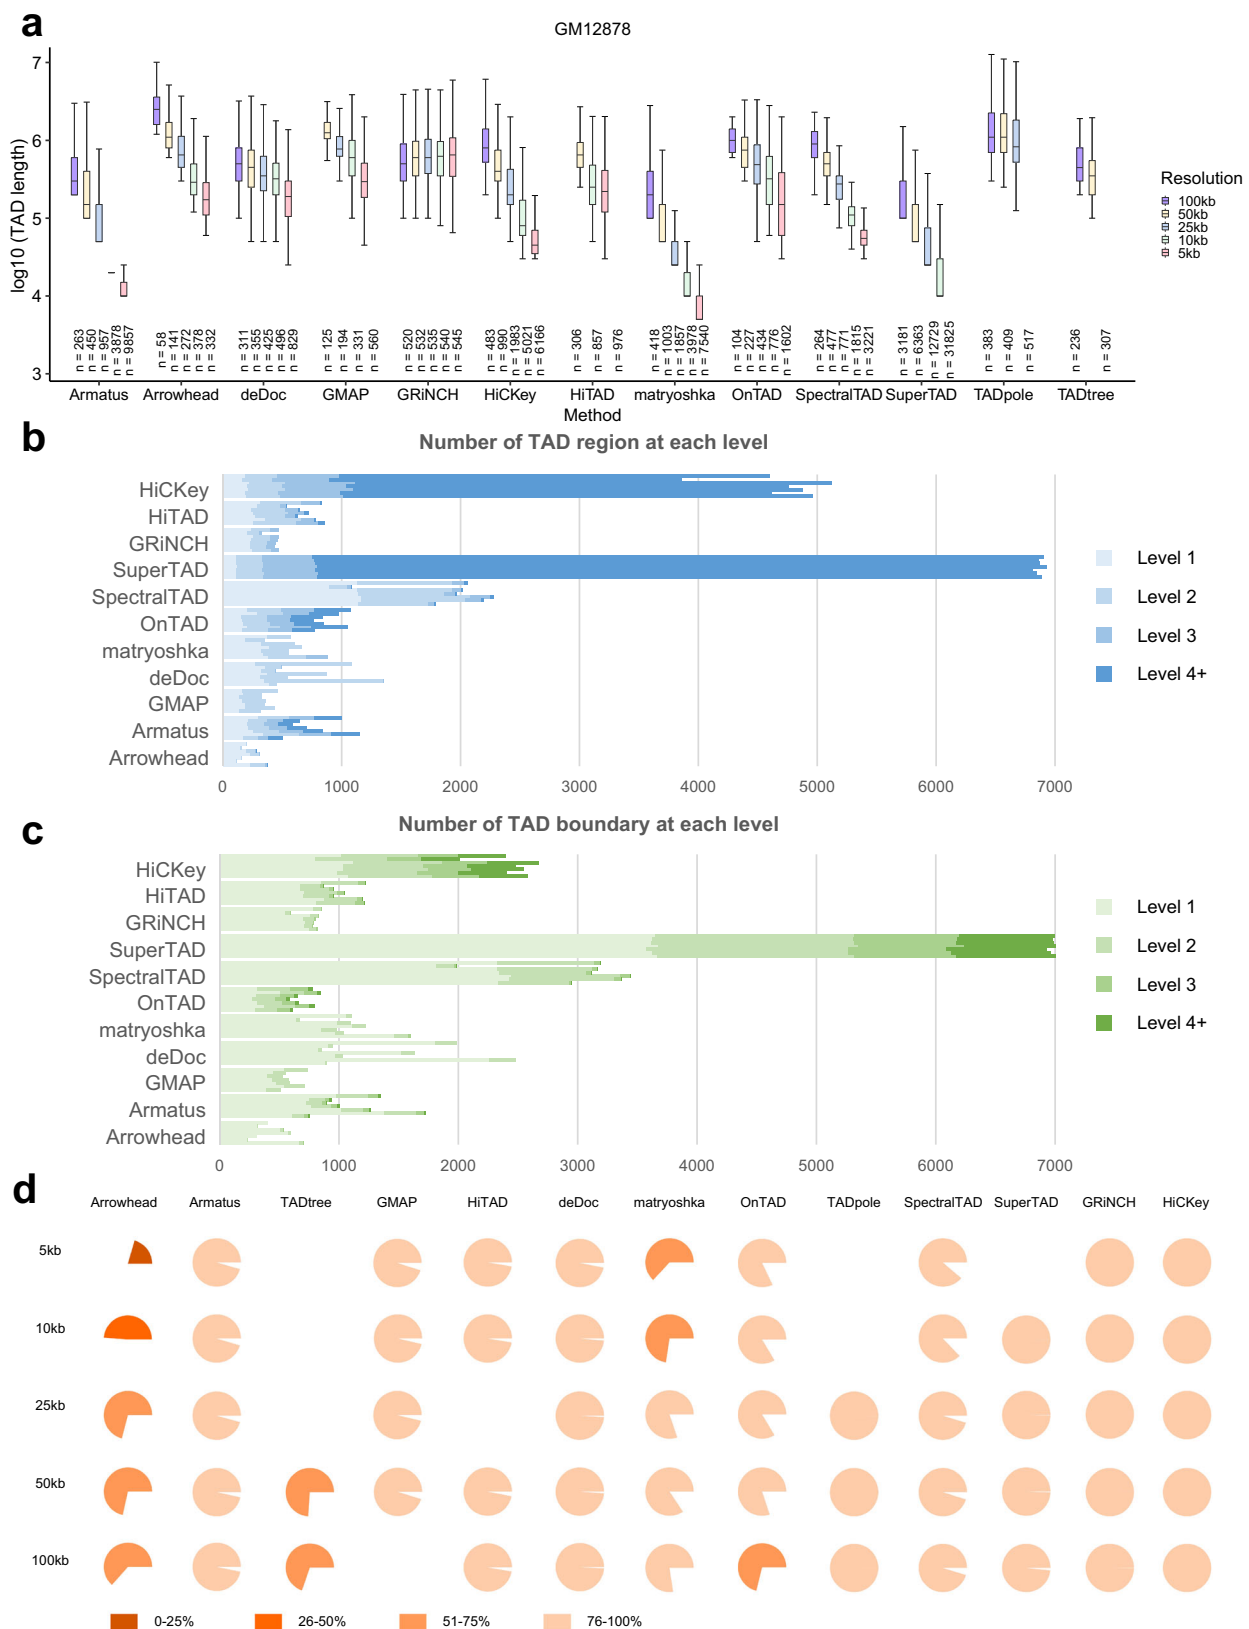 a
GM12878
log10 (TAD length)
7
6
5
4
3
n = 263
n = 450
n = 957
n = 3878
n = 9857
n = 58
n = 141
n = 272
n = 378
n = 332
n = 311
n = 355
n = 425
n = 496
n = 829
n = 125
n = 194
n = 331
n = 560
n = 520
n = 532
n = 535
n = 540
n = 545
n = 483
n = 990
n = 1983
n = 5021
n = 6166
n = 306
n = 857
n = 976
n = 418
n = 1003
n = 1857
n = 3978
n = 7540
n = 104
n = 227
n = 434
n = 776
n = 1602
n = 264
n = 477
n = 771
n = 1815
n = 3221
n = 3181
n = 6363
n = 12729
n = 31825
n = 383
n = 409
n = 517
n = 236
n = 307
Armatus Arrowhead deDoc GMAP GRiNCH HiCKey HiTAD matryoshka OnTAD SpectralTAD SuperTAD TADpole TADtree
Method
Resolution
100kb
50kb
25kb
10kb
5kb
b
Number of TAD region at each level
HiCKey
HiTAD
GRiNCH
SuperTAD
SpectralTAD
OnTAD
matryoshka
deDoc
GMAP
Armatus
Arrowhead
0 1000 2000 3000 4000 5000 6000 7000
Level 1
Level 2
Level 3
Level 4+
c
Number of TAD boundary at each level
HiCKey
HiTAD
GRiNCH
SuperTAD
SpectralTAD
OnTAD
matryoshka
deDoc
GMAP
Armatus
Arrowhead
0 1000 2000 3000 4000 5000 6000 7000
Level 1
Level 2
Level 3
Level 4+
d
Arrowhead Armatus TADtree GMAP HiTAD deDoc matryoshka OnTAD TADpole SpectralTAD SuperTAD GRiNCH HiCKey
5kb
10kb
25kb
50kb
100kb
0-25% 26-50% 51-75% 76-100%